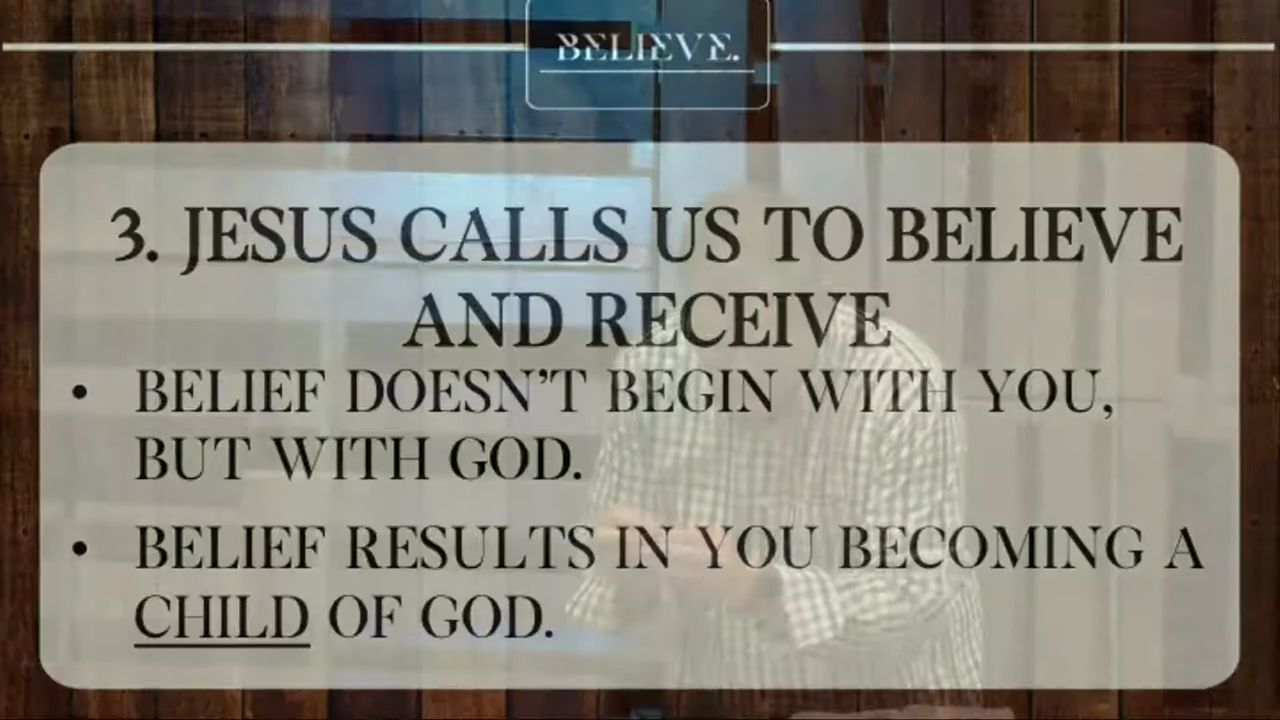 BELIEVE.
3. JESUS CALLS US TO BELIEVE
AND RECEIVE
• BELIEF DOESN’T BEGIN WITH YOU,
BUT WITH GOD.
• BELIEF RESULTS IN YOU BECOMING A
CHILD OF GOD.